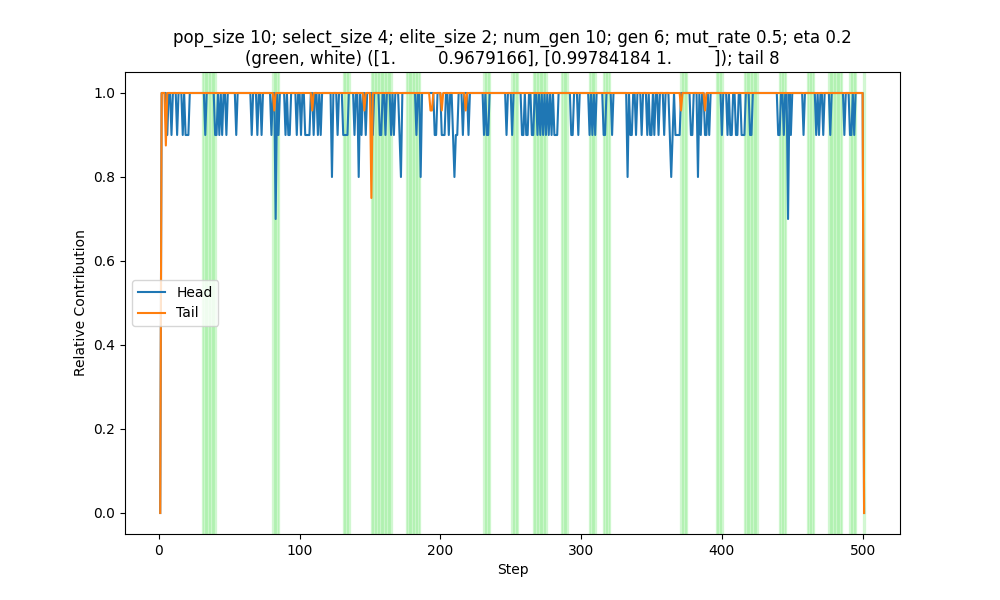 pop_size 10; select_size 4; elite_size 2; num_gen 10; gen 6; mut_rate 0.5; eta 0.2
(green, white) ([1.        0.9679166], [0.99784184 1.        ]); tail 8
1.0
0.8
0.6
0.4
0.2
0.0
Relative Contribution
Head
Tail
0
100
200
300
400
500
Step